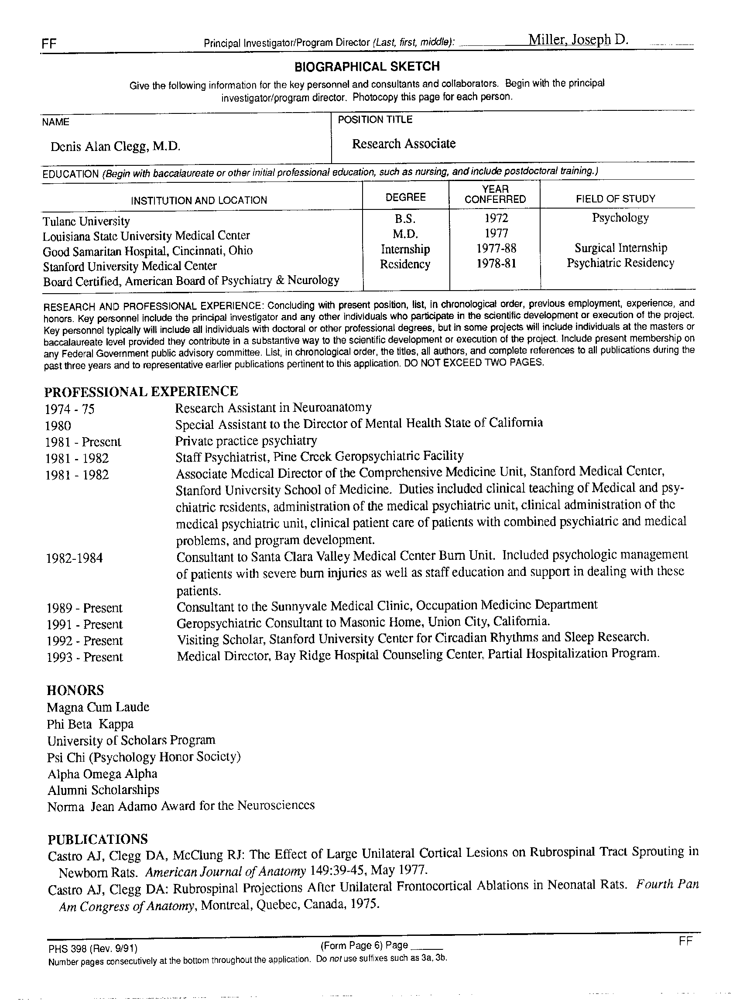 FF Principal Investigator/Program Director (Last, first, middle): Miller, Joseph D.
BIOGRAPHICAL SKETCH
Give the following information for the key personnel and consultants and collaborators. Begin with the principal
investigator/program director. Photocopy this page for each person.
NAME POSITION TITLE
Denis Alan Clegg, M.D. Research Associate
EDUCATION (Begin with baccalaureate or other initial professional education, such as nursing, and include postdoctoral training.)
INSTITUTION AND LOCATION DEGREE YEAR CONFERRED FIELD OF STUDY
Tulane University B.S. 1972 Psychology
Louisiana State University Medical Center M.D. 1977
Good Samaritan Hospital, Cincinnati, Ohio Internship 1977-88 Surgical Internship
Stanford University Medical Center Residency 1978-81 Psychiatric Residency
Board Certified, American Board of Psychiatry & Neurology
RESEARCH AND PROFESSIONAL EXPERIENCE: Concluding with present position, list, in chronological order, previous employment, experience, and
honors. Key personnel include the principal investigator and any other individuals who participate in the scientific development or execution of the project.
Key personnel typically will include all individuals with doctoral or other professional degrees, but in some projects will include individuals at the masters or
baccalaureate level provided they contribute in a substantive way to the scientific development or execution of the project. Include present membership on
any Federal Government public advisory committee. List, in chronological order, the titles, all authors, and complete references to all publications during the
past three years and to representative earlier publications pertinent to this application. DO NOT EXCEED TWO PAGES.
PROFESSIONAL EXPERIENCE
1974 - 75 Research Assistant in Neuroanatomy
1980 Special Assistant to the Director of Mental Health State of California
1981 - Present Private practice psychiatry
1981 - 1982 Staff Psychiatrist, Pine Creek Geropsychiatric Facility
1981 - 1982 Associate Medical Director of the Comprehensive Medicine Unit, Stanford Medical Center,
Stanford University School of Medicine. Duties included clinical teaching of Medical and psy-
chiatric residents, administration of the medical psychiatric unit, clinical administration of the
medical psychiatric unit, clinical patient care of patients with combined psychiatric and medical
problems, and program development.
1982-1984 Consultant to Santa Clara Valley Medical Center Burn Unit. Included psychologic management
of patients with severe burn injuries as well as staff education and support in dealing with these
patients.
1989 - Present Consultant to the Sunnyvale Medical Clinic, Occupation Medicine Department
1991 - Present Geropsychiatric Consultant to Masonic Home, Union City, California.
1992 - Present Visiting Scholar, Stanford University Center for Circadian Rhythms and Sleep Research.
1993 - Present Medical Director, Bay Ridge Hospital Counseling Center, Partial Hospitalization Program.
HONORS
Magna Cum Laude
Phi Beta Kappa
University of Scholars Program
Psi Chi (Psychology Honor Society)
Alpha Omega Alpha
Alumni Scholarships
Norma Jean Adamo Award for the Neurosciences
PUBLICATIONS
Castro AJ, Clegg DA, McClung RJ: The Effect of Large Unilateral Cortical Lesions on Rubrospinal Tract Sprouting in
Newborn Rats. American Journal of Anatomy 149:39-45, May 1977.
Castro AJ, Clegg DA: Rubrospinal Projections After Unilateral Frontocortical Ablations in Neonatal Rats. Fourth Pan
Am Congress of Anatomy, Montreal, Quebec, Canada, 1975.
PHS 398 (Rev. 9/91) (Form Page 6) Page ______ FF
Number pages consecutively at the bottom throughout the application. Do not use suffixes such as 3a, 3b.